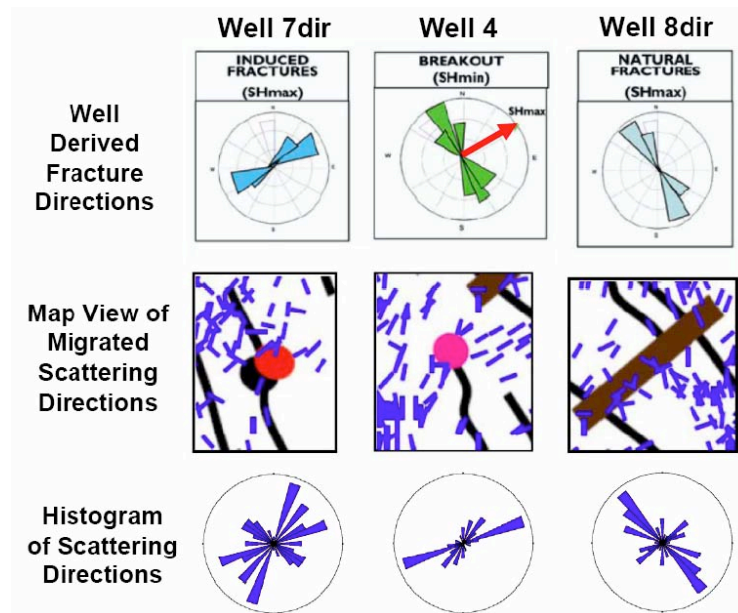 Well 7dir
Well 4
Well 8dir
Well
Derived
Fracture
Directions
INDUCED
FRACTURES
(SHmax)
N
W
E
S
BREAKOUT
(SHmin)
N
SHmax
W
E
S
NATURAL
FRACTURES
(SHmax)
N
W
E
S
Map View of
Migrated
Scattering
Directions
Histogram
of Scattering
Directions